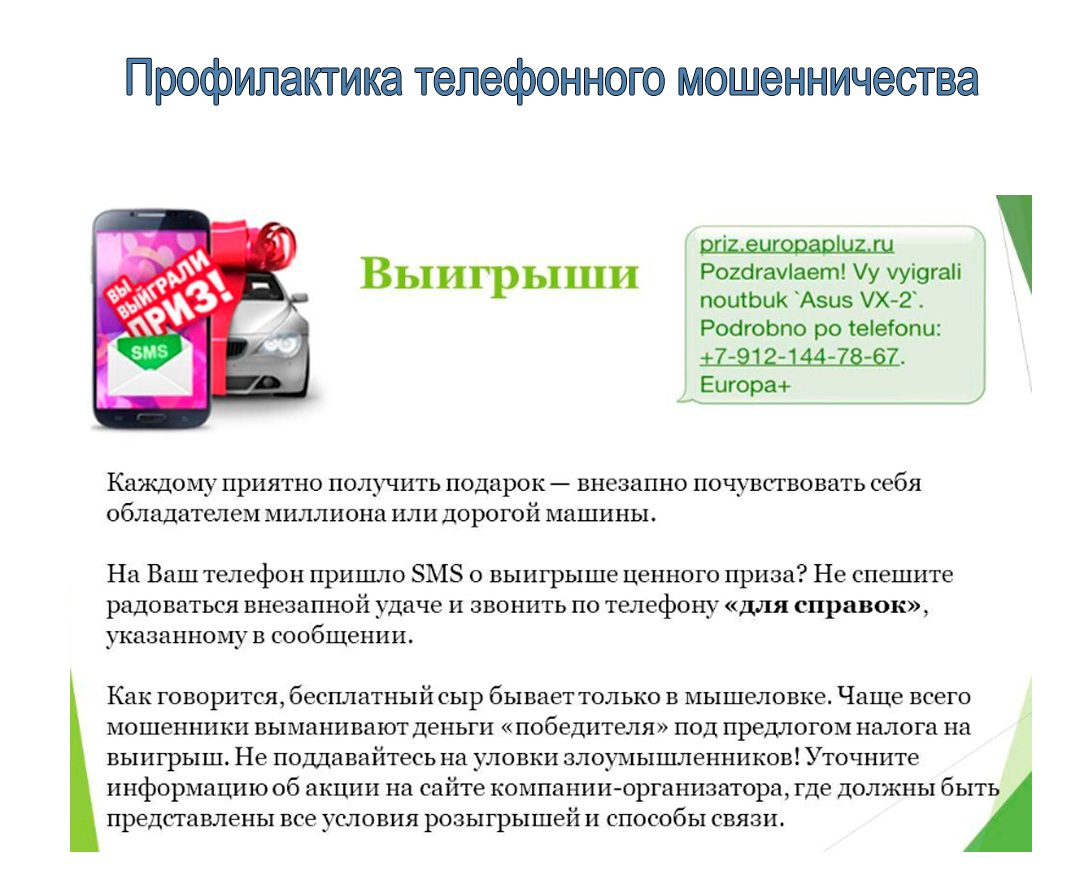 Профилактика телефонного мошенничества
ВЫ
ВЫИГРАЛИ
ПРИЗ!
SMS
Выигрыши
priz.europapluz.ru
Pozdravlaem! Vy vyigrali
noutbuk `Asus VX-2`.
Podrobno po telefonu:
+7-912-144-78-67.
Europa+
Каждому приятно получить подарок — внезапно почувствовать себя
обладателем миллиона или дорогой машины.
На Ваш телефон пришло SMS о выигрыше ценного приза? Не спешите
радоваться внезапной удаче и звонить по телефону «для справок»,
указанному в сообщении.
Как говорится, бесплатный сыр бывает только в мышеловке. Чаще всего
мошенники выманивают деньги «победителя» под предлогом налога на
выигрыш. Не поддавайтесь на уловки злоумышленников! Уточните
информацию об акции на сайте компании-организатора, где должны быть
представлены все условия розыгрышей и способы связи.